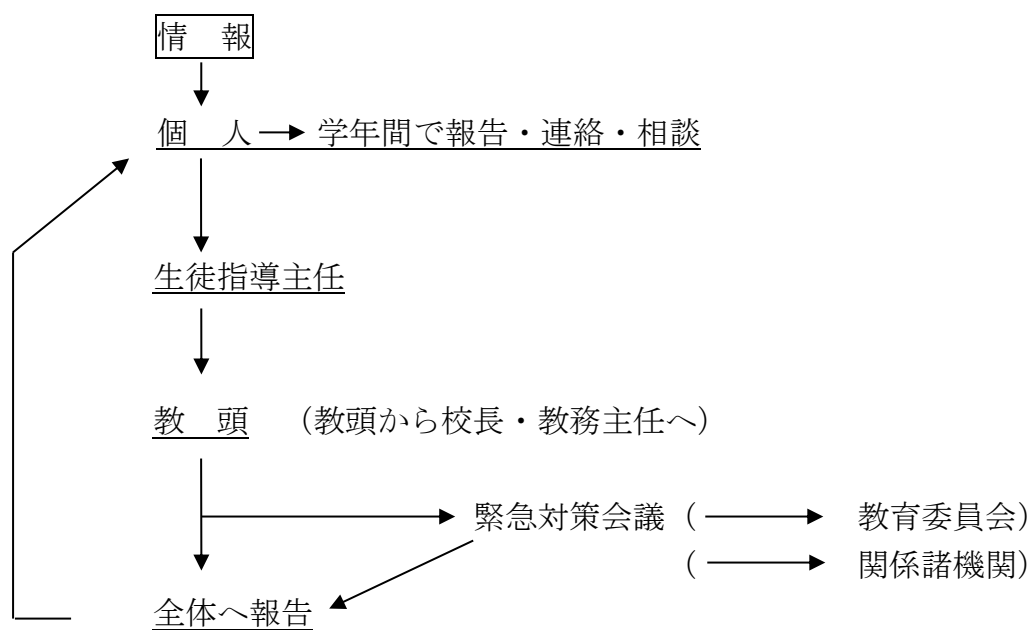 情　報
個　人 学年間で報告・連絡・相談
生徒指導主任
教　頭　（教頭から校長・教務主任へ）
緊急対策会議（ 教育委員会）
（ 関係諸機関）
全体へ報告